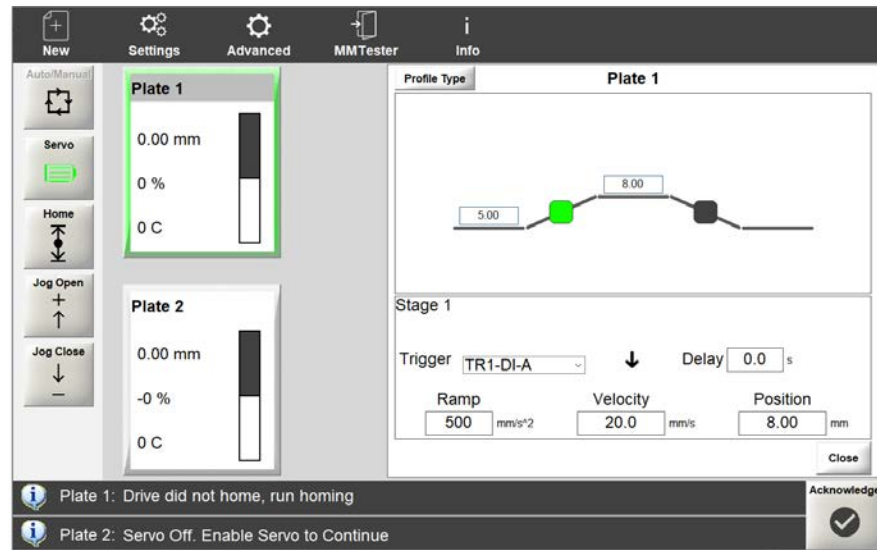 New Settings Advanced MMTester Info
Auto/Manual
Servo
Home
Jog Open
Jog Close
Plate 1
0.00 mm
0 %
0 C
Plate 2
0.00 mm
-0 %
0 C
Profile Type
Plate 1
5.00
8.00
Stage 1
Trigger TR1-DI-A Delay 0.0 s
Ramp Velocity Position
500 mm/s^2 20.0 mm/s 8.00 mm
Close
Plate 1: Drive did not home, run homing
Plate 2: Servo Off. Enable Servo to Continue
Acknowledge